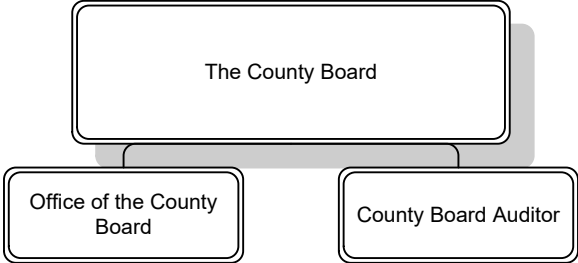 The County Board
Office of the County
Board
County Board Auditor